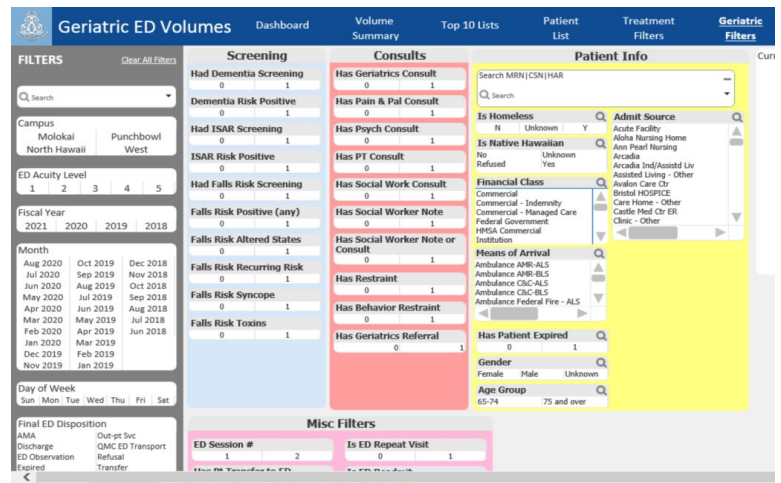 Geriatric ED Volumes
Dashboard
Volume Summary
Top 10 Lists
Patient List
Treatment Filters
Geriatric Filters
FILTERS
Clear All Filters
Search
Campus
Molokai Punchbowl
North Hawaii West
ED Acuity Level
1 2 3 4 5
Fiscal Year
2021 2020 2019 2018
Month
Aug 2020 Oct 2019 Dec 2018
Jul 2020 Sep 2019 Nov 2018
Jun 2020 Aug 2019 Oct 2018
May 2020 Jul 2019 Sep 2018
Apr 2020 Jun 2019 Aug 2018
Mar 2020 May 2019 Jul 2018
Feb 2020 Apr 2019 Jun 2018
Jan 2020 Mar 2019
Dec 2019 Feb 2019
Nov 2019 Jan 2019
Day of Week
Sun Mon Tue Wed Thu Fri Sat
Final ED Disposition
AMA Out-pt Svc
Discharge QMC ED Transport
ED Observation Refusal
Expired Transfer
Screening
Had Dementia Screening
0 1
Dementia Risk Positive
0 1
Had ISAR Screening
0 1
ISAR Risk Positive
0 1
Had Falls Risk Screening
0 1
Falls Risk Positive (any)
0 1
Falls Risk Altered States
0 1
Falls Risk Recurring Risk
0 1
Falls Risk Syncope
0 1
Falls Risk Toxins
0 1
Consults
Has Geriatrics Consult
0 1
Has Pain & Pal Consult
0 1
Has Psych Consult
0 1
Has PT Consult
0 1
Has Social Work Consult
0 1
Has Social Worker Note
0 1
Has Social Worker Note or
Consult
0 1
Has Restraint
0 1
Has Behavior Restraint
0 1
Has Geriatrics Referral
0 1
Patient Info
Search MRN|CSN|HAR
Search
Is Homeless
N Unknown Y
Is Native Hawaiian
No Unknown
Refused Yes
Financial Class
Commercial
Commercial - Indemnity
Commercial - Managed Care
Federal Government
HMSA Commercial
Institution
Means of Arrival
Ambulance AMR-ALS
Ambulance AMR-BLS
Ambulance C&C-ALS
Ambulance C&C-BLS
Ambulance Federal Fire - ALS
Has Patient Expired
0 1
Gender
Female Male Unknown
Age Group
65-74 75 and over
Admit Source
Acute Facility
Aloha Nursing Home
Ann Pearl Nursing
Arcadia
Arcadia Ind/Assistd Liv
Assisted Living - Other
Avalon Care Ctr
Bristol HOSPICE
Care Home - Other
Castle Med Ctr ER
Clinic - Other
Misc Filters
ED Session #
1 2
Is ED Repeat Visit
0 1